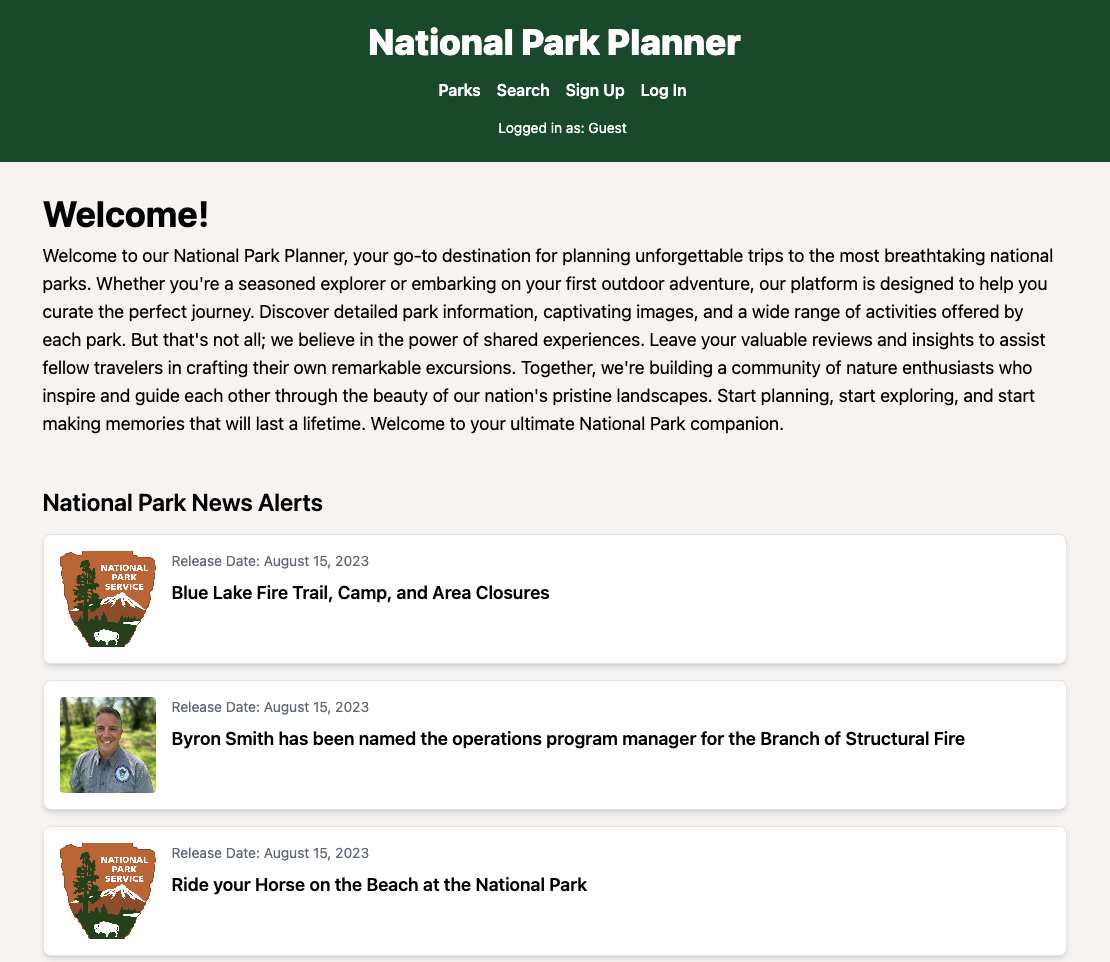 National Park Planner
Parks Search Sign Up Log In
Logged in as: Guest
Welcome!
Welcome to our National Park Planner, your go-to destination for planning unforgettable trips to the most breathtaking national
parks. Whether you're a seasoned explorer or embarking on your first outdoor adventure, our platform is designed to help you
curate the perfect journey. Discover detailed park information, captivating images, and a wide range of activities offered by
each park. But that's not all; we believe in the power of shared experiences. Leave your valuable reviews and insights to assist
fellow travelers in crafting their own remarkable excursions. Together, we're building a community of nature enthusiasts who
inspire and guide each other through the beauty of our nation's pristine landscapes. Start planning, start exploring, and start
making memories that will last a lifetime. Welcome to your ultimate National Park companion.
National Park News Alerts
NATIONAL
PARK
SERVICE
Release Date: August 15, 2023
Blue Lake Fire Trail, Camp, and Area Closures
Release Date: August 15, 2023
Byron Smith has been named the operations program manager for the Branch of Structural Fire
NATIONAL
PARK
SERVICE
Release Date: August 15, 2023
Ride your Horse on the Beach at the National Park